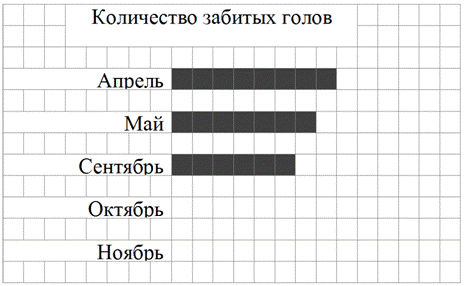 Количество забитых голов
Апрель
Май
Сентябрь
Октябрь
Ноябрь